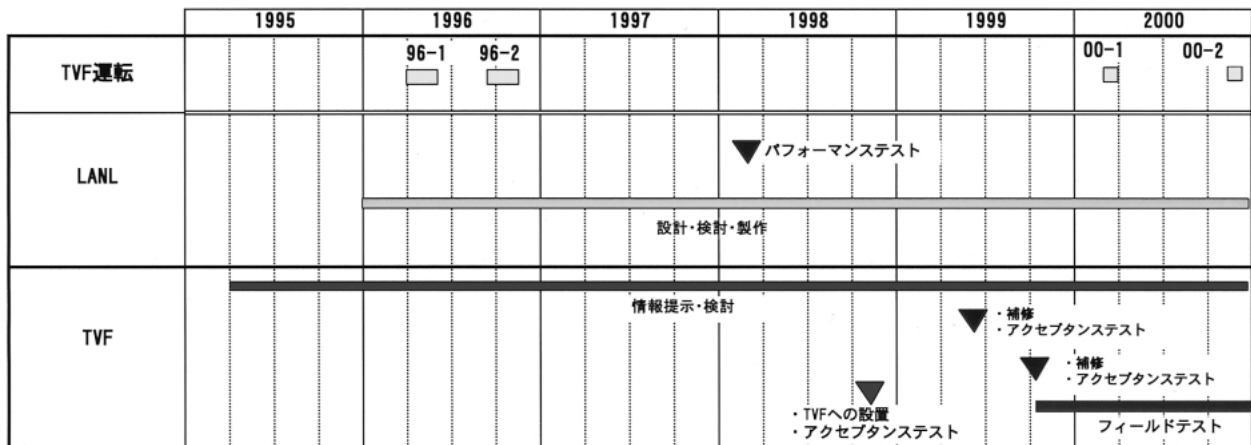 1995 1996 1997 1998 1999 2000
TVF運転
96-1 96-2 00-1 00-2
LANL
パフォーマンステスト
設計・検討・製作
TVF
情報提示・検討
・補修
・アクセプタンステスト
・補修
・アクセプタンステスト
・TVFへの設置
・アクセプタンステスト
フィールドテスト